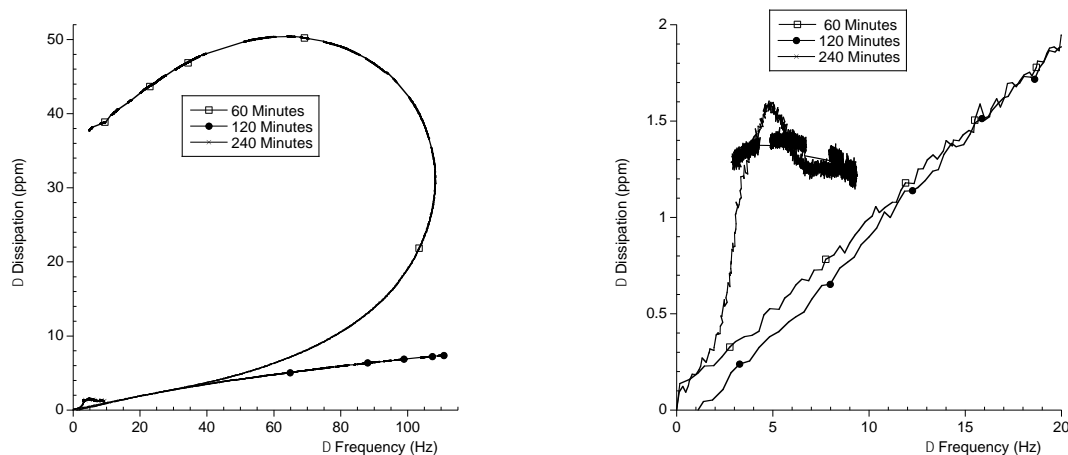 50
40
30
20
10
0
D Dissipation (ppm)
60 Minutes
120 Minutes
240 Minutes
0
20
40
60
80
100
D Frequency (Hz)
2
1.5
1
0.5
0
D Dissipation (ppm)
60 Minutes
120 Minutes
240 Minutes
0
5
10
15
20
D Frequency (Hz)